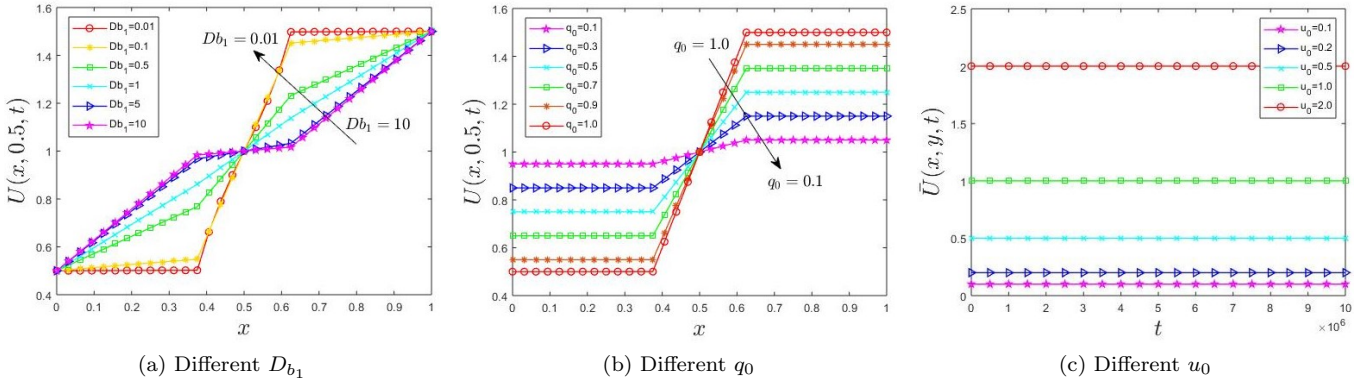 Db1=0.01
Db1=0.1
Db1=0.5
Db1=1
Db1=5
Db1=10
Db1 = 0.01
Db1 = 10
U(x, 0.5, t)
1.6
1.4
1.2
1
0.8
0.6
0.4
0 0.1 0.2 0.3 0.4 0.5 0.6 0.7 0.8 0.9 1
x
(a) Different Db1
q0=0.1
q0=0.3
q0=0.5
q0=0.7
q0=0.9
q0=1.0
q0 = 1.0
q0 = 0.1
U(x, 0.5, t)
1.6
1.4
1.2
1
0.8
0.6
0.4
0 0.1 0.2 0.3 0.4 0.5 0.6 0.7 0.8 0.9 1
x
(b) Different q0
u0=0.1
u0=0.2
u0=0.5
u0=1.0
u0=2.0
Ū(x, y, t)
2.5
2
1.5
1
0.5
0
0 1 2 3 4 5 6 7 8 9 10
t
×10^6
(c) Different u0